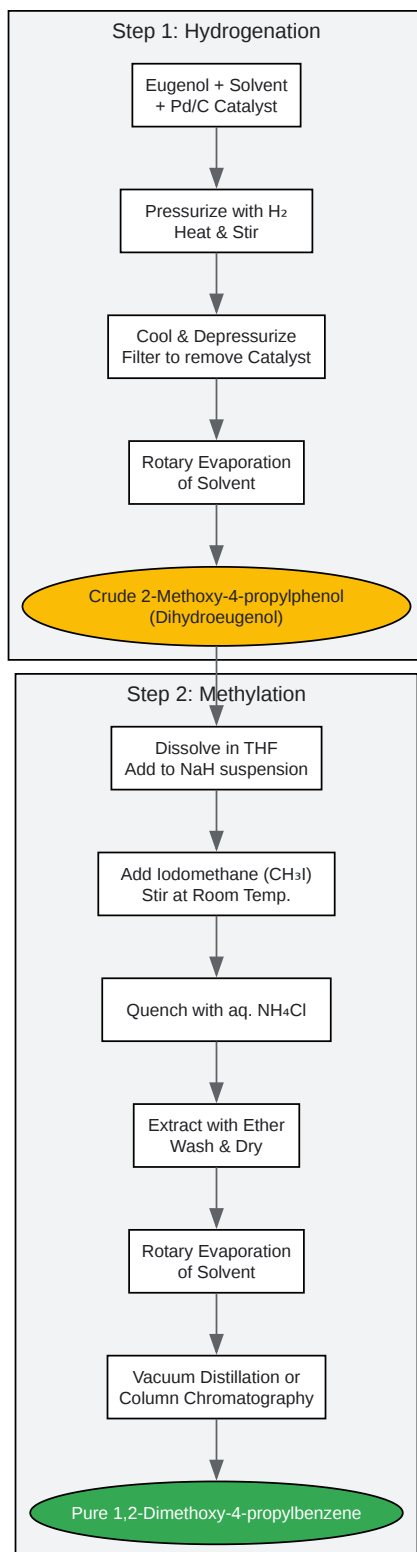 Step 1: Hydrogenation
Eugenol + Solvent
+ Pd/C Catalyst
Pressurize with H₂
Heat & Stir
Cool & Depressurize
Filter to remove Catalyst
Rotary Evaporation
of Solvent
Crude 2-Methoxy-4-propylphenol
(Dihydroeugenol)
Step 2: Methylation
Dissolve in THF
Add to NaH suspension
Add Iodomethane (CH₃I)
Stir at Room Temp.
Quench with aq. NH₄Cl
Extract with Ether
Wash & Dry
Rotary Evaporation
of Solvent
Vacuum Distillation or
Column Chromatography
Pure 1,2-Dimethoxy-4-propylbenzene